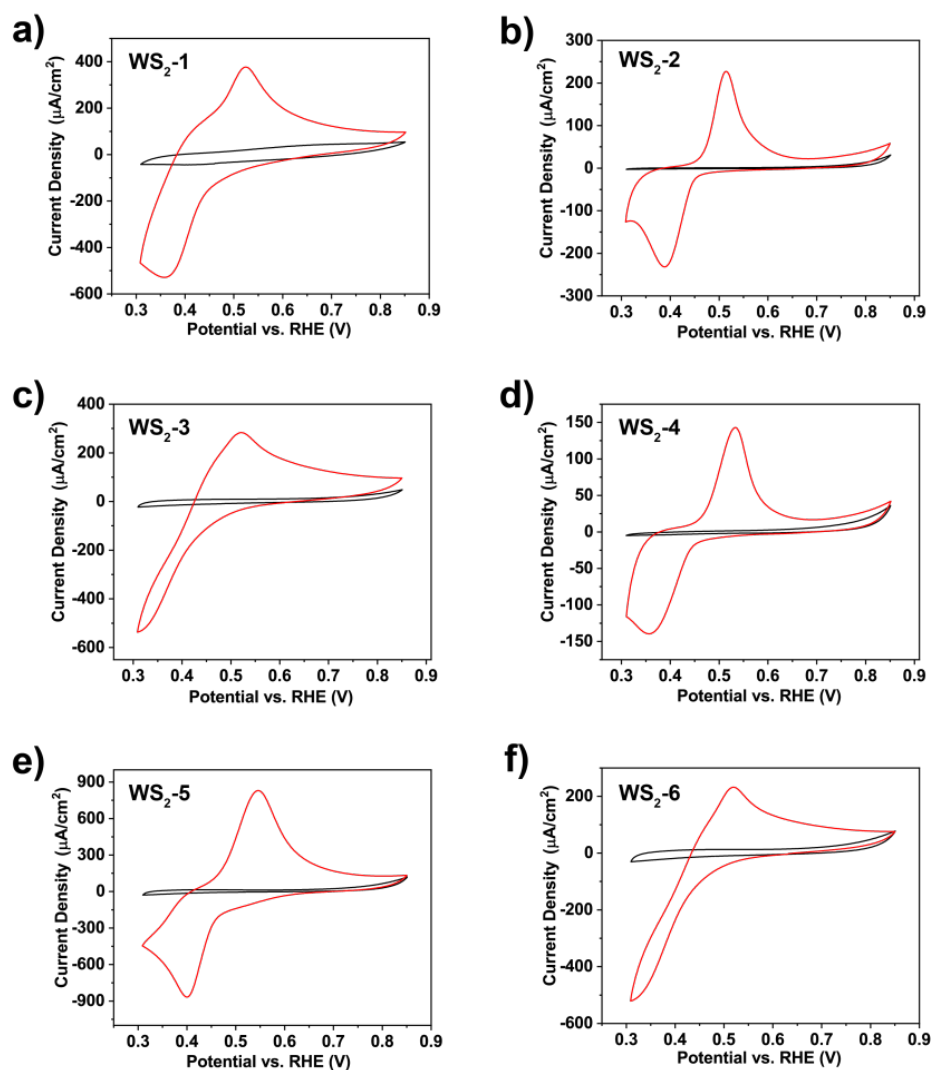 a)
WS₂-1
Current Density (μA/cm²)
400
200
0
-200
-400
-600
0.3 0.4 0.5 0.6 0.7 0.8 0.9
Potential vs. RHE (V)
b)
WS₂-2
Current Density (μA/cm²)
300
200
100
0
-100
-200
-300
0.3 0.4 0.5 0.6 0.7 0.8 0.9
Potential vs. RHE (V)
c)
WS₂-3
Current Density (μA/cm²)
400
200
0
-200
-400
-600
0.3 0.4 0.5 0.6 0.7 0.8 0.9
Potential vs. RHE (V)
d)
WS₂-4
Current Density (μA/cm²)
150
100
50
0
-50
-100
-150
0.3 0.4 0.5 0.6 0.7 0.8 0.9
Potential vs. RHE (V)
e)
WS₂-5
Current Density (μA/cm²)
900
600
300
0
-300
-600
-900
0.3 0.4 0.5 0.6 0.7 0.8 0.9
Potential vs. RHE (V)
f)
WS₂-6
Current Density (μA/cm²)
200
0
-200
-400
-600
0.3 0.4 0.5 0.6 0.7 0.8 0.9
Potential vs. RHE (V)